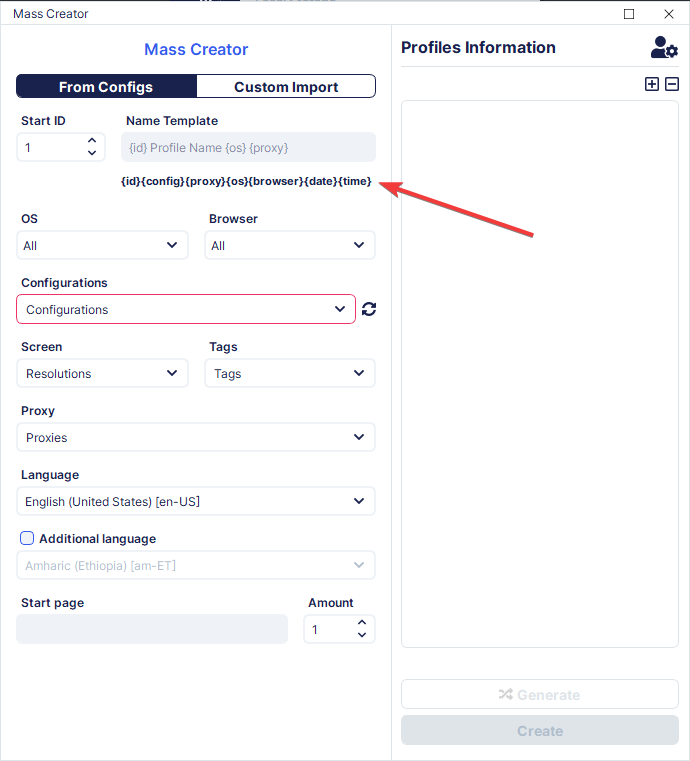 Mass Creator
Mass Creator
From Configs
Custom Import
Start ID
Name Template
1
{id} Profile Name {os} {proxy}
{id}{config}{proxy}{os}{browser}{date}{time}
OS
Browser
All
All
Configurations
Configurations
Screen
Tags
Resolutions
Tags
Proxy
Proxies
Language
English (United States) [en-US]
Additional language
Amharic (Ethiopia) [am-ET]
Start page
Amount
1
Profiles Information
Generate
Create